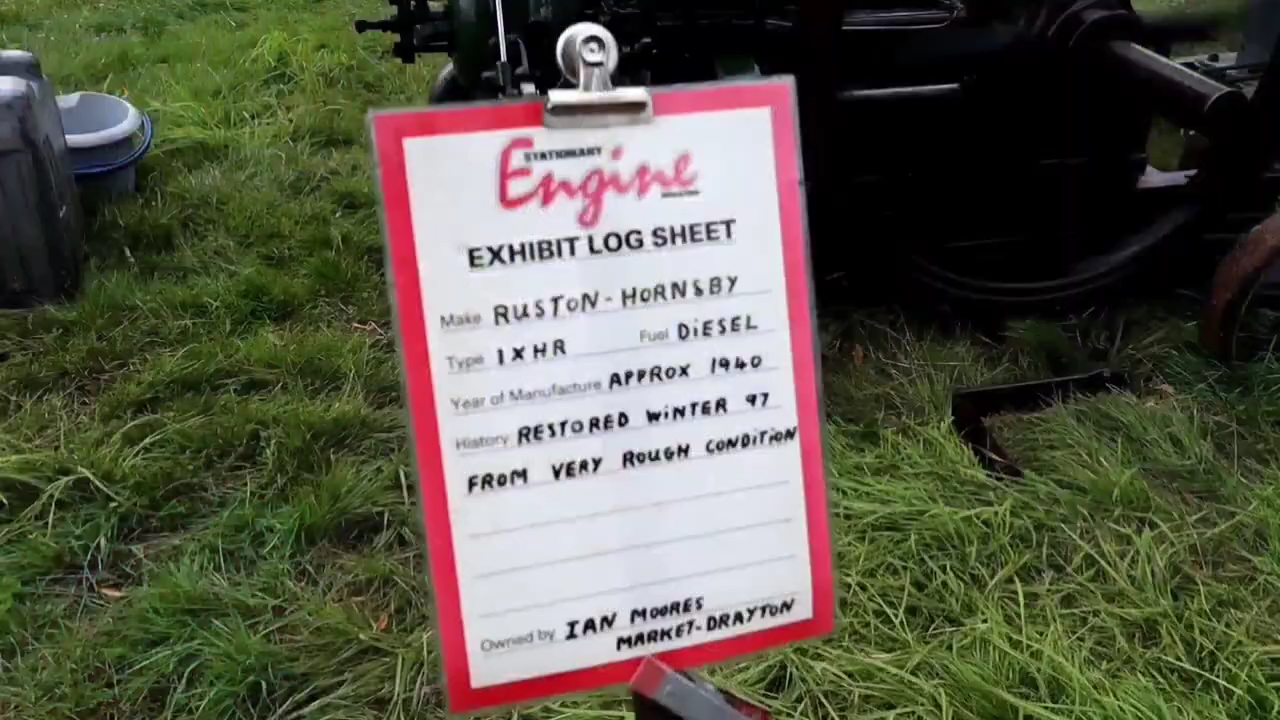 STATIONARY
Engine
EXHIBIT LOG SHEET
Make RUSTON-HORNSBY
Type 1XHR Fuel DIESEL
Year of Manufacture APPROX 1940
History RESTORED WINTER 97
FROM VERY ROUGH CONDITION
Owned by IAN MOORES
MARKET-DRAYTON